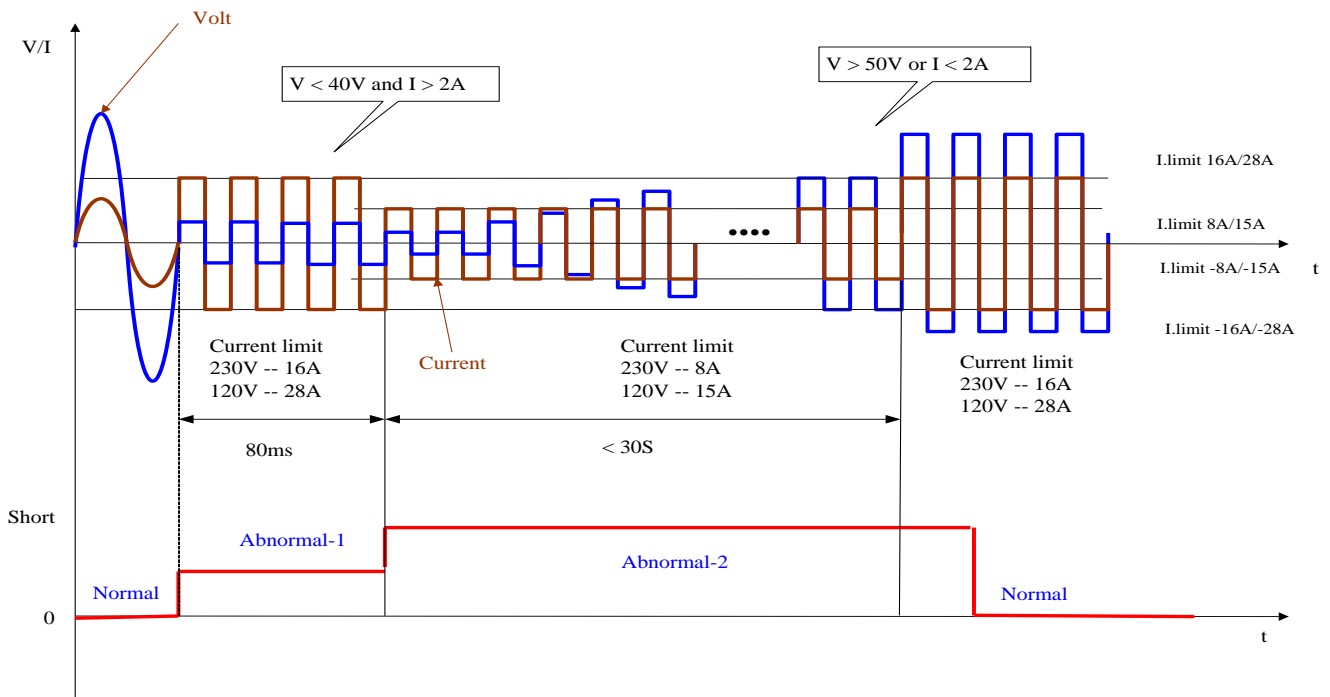 Volt
V/I
V < 40V and I > 2A
V > 50V or I < 2A
I.limit 16A/28A
I.limit 8A/15A
I.limit -8A/-15A
t
I.limit -16A/-28A
Current limit
230V -- 16A
120V -- 28A
Current
Current limit
230V -- 8A
120V -- 15A
Current limit
230V -- 16A
120V -- 28A
80ms
< 30S
Short
Abnormal-1
Abnormal-2
Normal
Normal
0
t